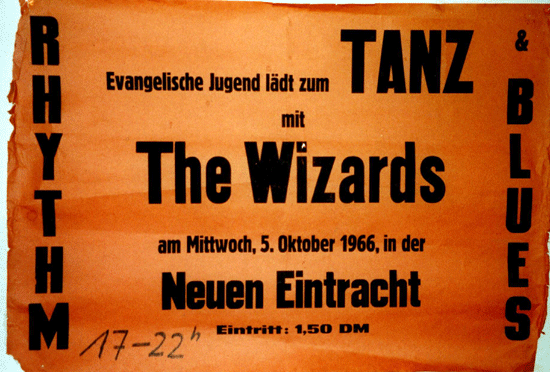 RHYTHM
& BLUES
Evangelische Jugend lädt zum TANZ
mit
The Wizards
am Mittwoch, 5. Oktober 1966, in der
Neuen Eintracht
Eintritt: 1,50 DM
17-22h